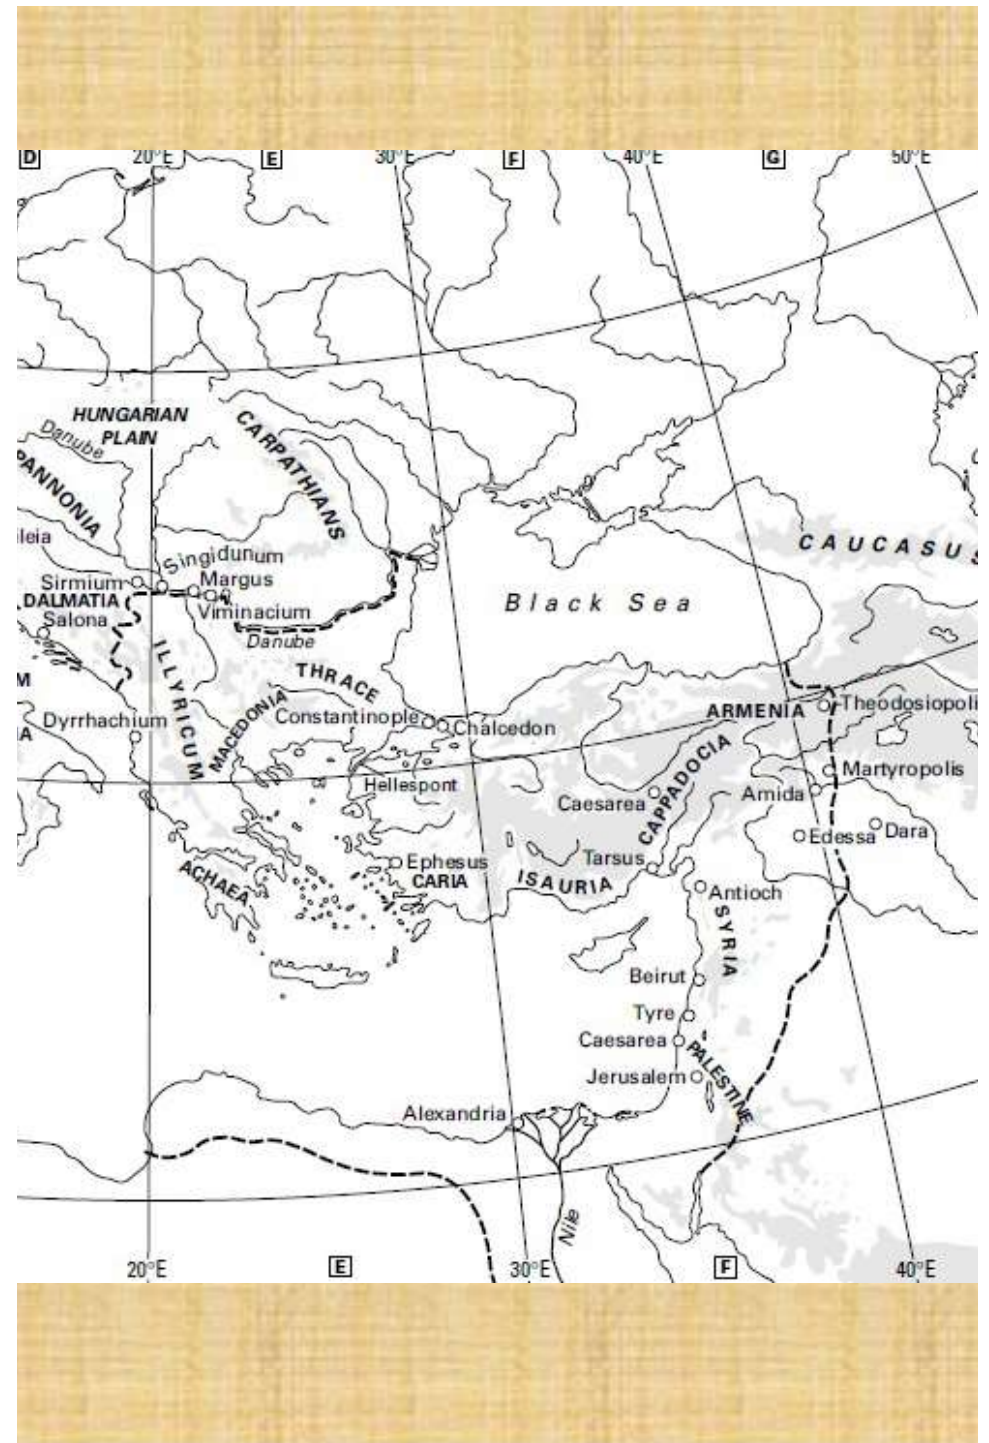 D 20°E E 30°E F 40°E G 50°E
HUNGARIAN
PLAIN
Danube
PANNONIA
CARPATHIANS
ileia
CAUCASUS
Singidunum
Sirmium
Margus
DALMATIA
Viminacium
Salona
Danube
Black Sea
ILLYRICUM
THRACE
M
MACEDONIA
Constantinople
Chalcedon
ARMENIA
Theodosiopoli
Dyrrhachium
A
Hellespont
CAPPADOCIA
Martyropolis
Caesarea
Amida
Edessa
Dara
Ephesus
Tarsus
CARIA
ISAURIA
ACHAEA
Antioch
SYRIA
Beirut
Tyre
Caesarea
PALESTINE
Jerusalem
Alexandria
Nile
20°E E 30°E F 40°E